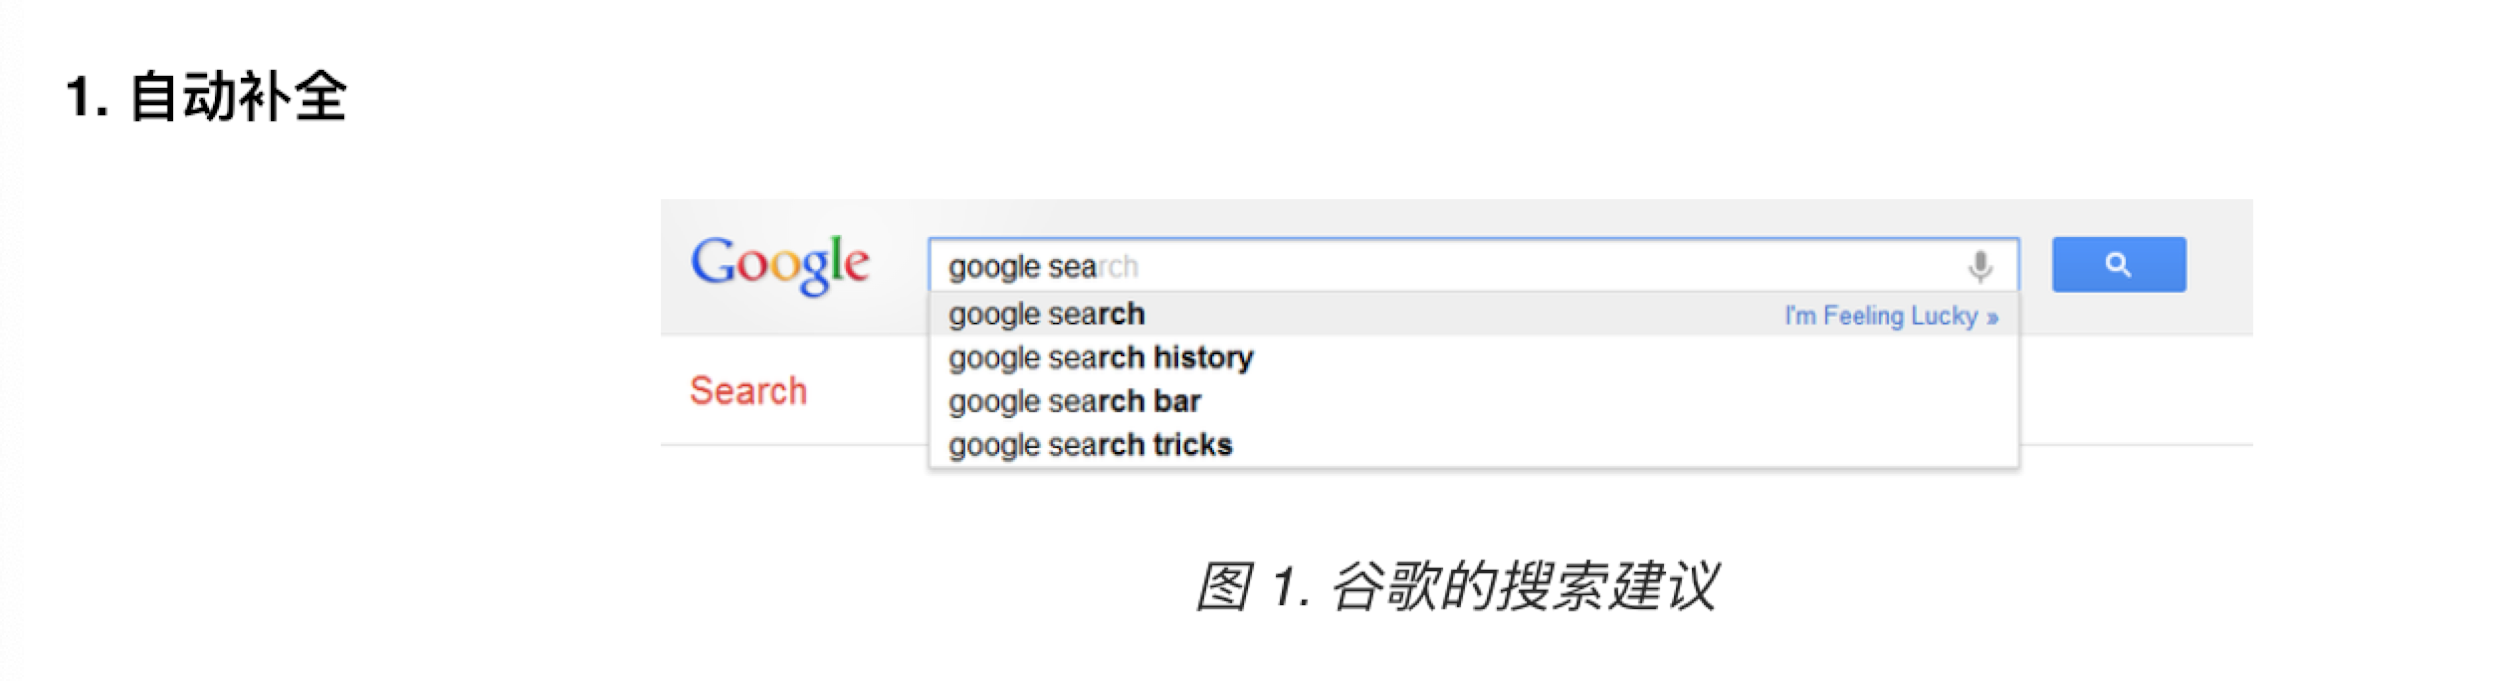 1. 自动补全
Google
google search
google search
I'm Feeling Lucky »
google search history
Search
google search bar
google search tricks
图 1. 谷歌的搜索建议